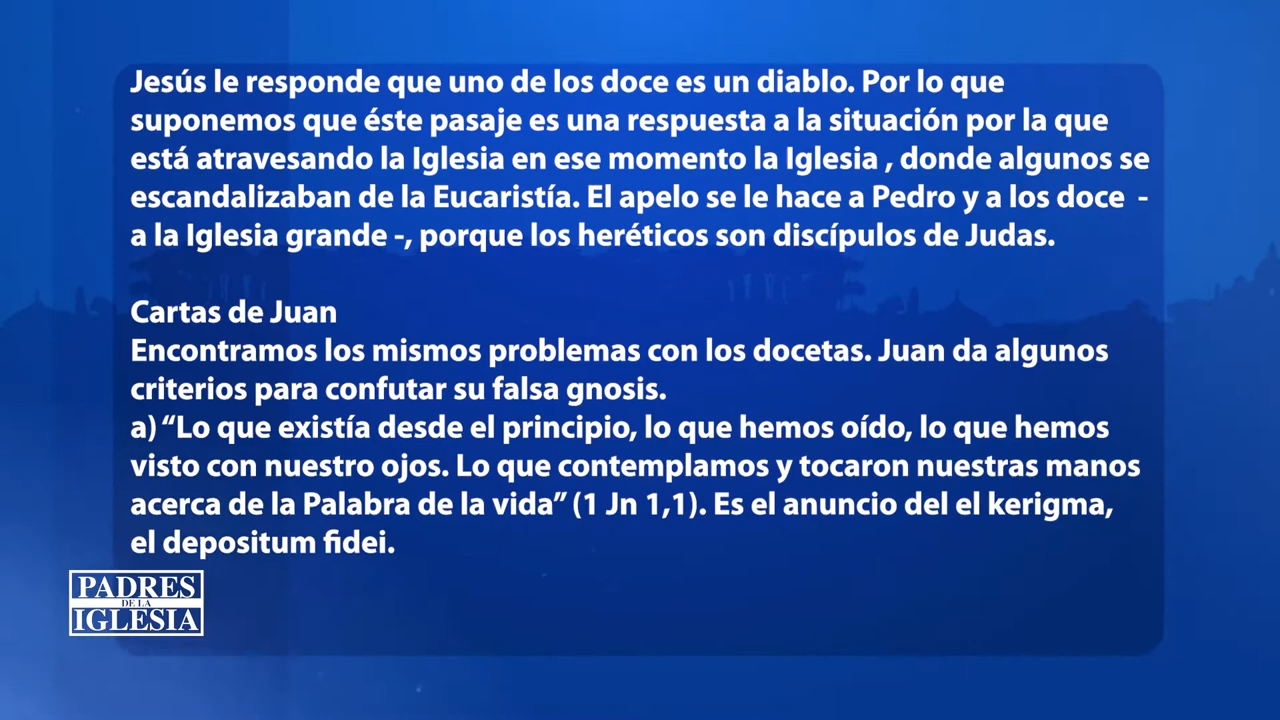 Jesús le responde que uno de los doce es un diablo. Por lo que
suponemos que éste pasaje es una respuesta a la situación por la que
está atravesando la Iglesia en ese momento la Iglesia , donde algunos se
escandalizaban de la Eucaristía. El apelo se le hace a Pedro y a los doce -
a la Iglesia grande -, porque los heréticos son discípulos de Judas.
Cartas de Juan
Encontramos los mismos problemas con los docetas. Juan da algunos
criterios para confutar su falsa gnosis.
a) “Lo que existía desde el principio, lo que hemos oído, lo que hemos
visto con nuestro ojos. Lo que contemplamos y tocaron nuestras manos
acerca de la Palabra de la vida” (1 Jn 1,1). Es el anuncio del el kerigma,
el depositum fidei.
PADRES
DE LA
IGLESIA